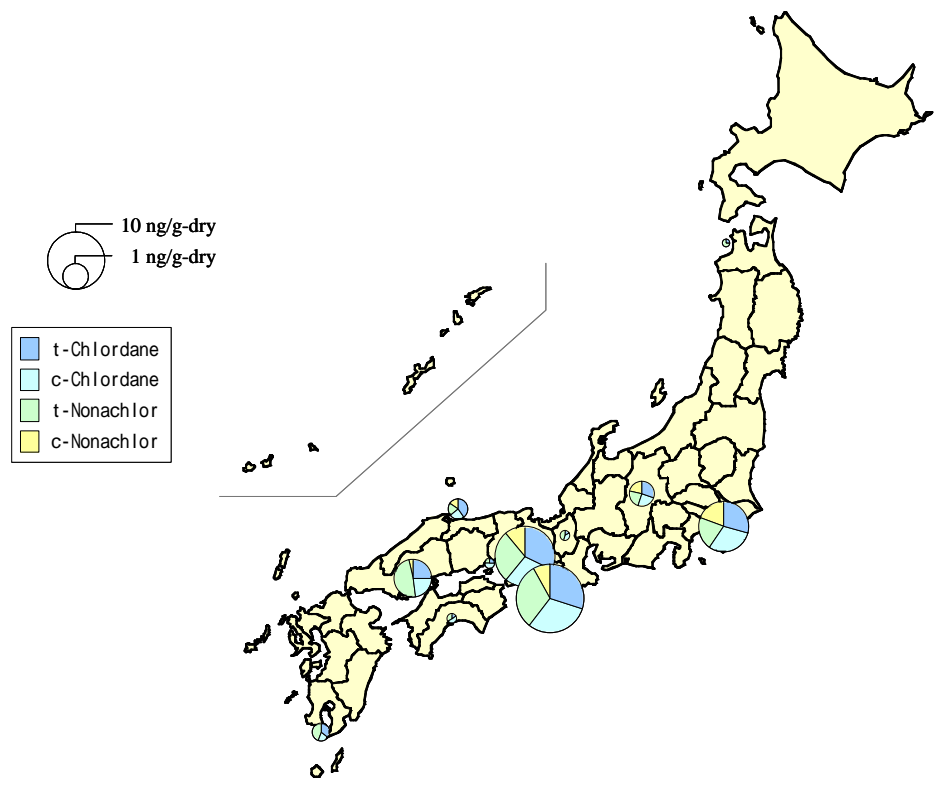 10 ng/g-dry
1 ng/g-dry
t-Chlordane
c-Chlordane
t-Nonachlor
c-Nonachlor